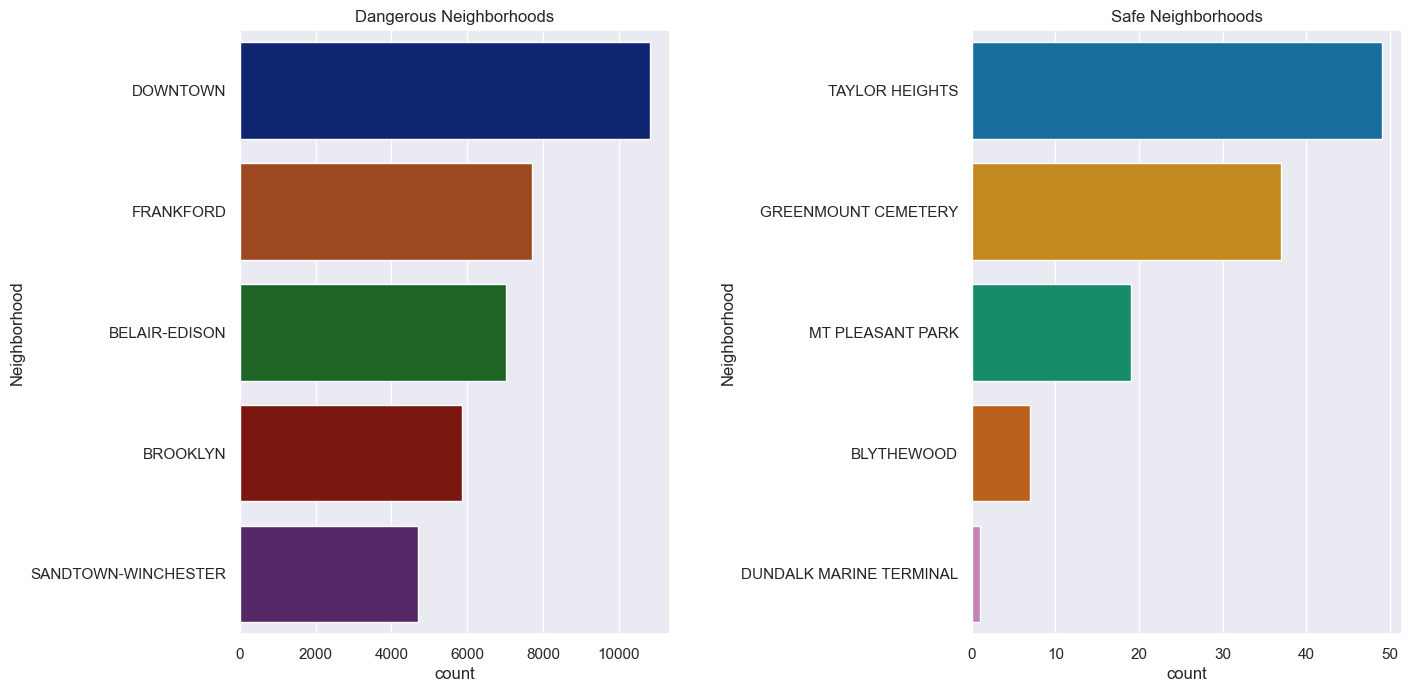 Dangerous Neighborhoods
Neighborhood
DOWNTOWN
FRANKFORD
BELAIR-EDISON
BROOKLYN
SANDTOWN-WINCHESTER
0 2000 4000 6000 8000 10000
count
Safe Neighborhoods
Neighborhood
TAYLOR HEIGHTS
GREENMOUNT CEMETERY
MT PLEASANT PARK
BLYTHEWOOD
DUNDALK MARINE TERMINAL
0 10 20 30 40 50
count